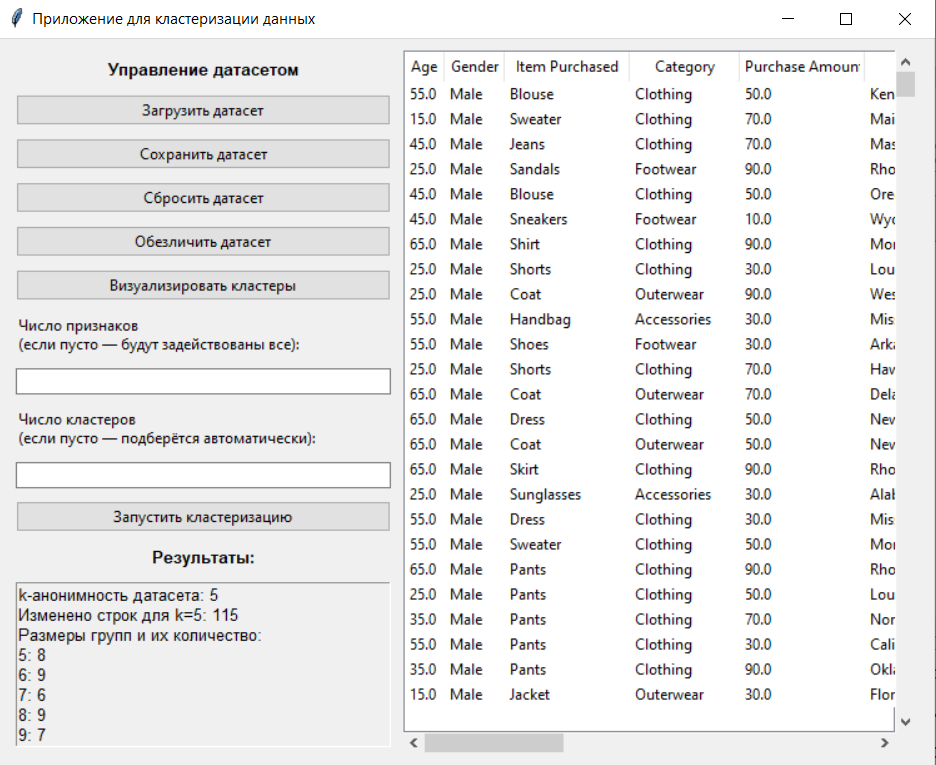 Приложение для кластеризации данных
Управление датасетом
Загрузить датасет
Сохранить датасет
Сбросить датасет
Обезличить датасет
Визуализировать кластеры
Число признаков
(если пусто — будут задействованы все):
Число кластеров
(если пусто — подберётся автоматически):
Запустить кластеризацию
Результаты:
k-анонимность датасета: 5
Изменено строк для k=5: 115
Размеры групп и их количество:
5: 8
6: 9
7: 6
8: 9
9: 7
Age Gender Item Purchased Category Purchase Amoun
55.0 Male Blouse Clothing 50.0 Ken
15.0 Male Sweater Clothing 70.0 Mai
45.0 Male Jeans Clothing 70.0 Mas
25.0 Male Sandals Footwear 90.0 Rho
45.0 Male Blouse Clothing 50.0 Ore
45.0 Male Sneakers Footwear 10.0 Wyo
65.0 Male Shirt Clothing 90.0 Mor
25.0 Male Shorts Clothing 30.0 Lou
25.0 Male Coat Outerwear 90.0 Wes
55.0 Male Handbag Accessories 30.0 Mis
55.0 Male Shoes Footwear 30.0 Arka
25.0 Male Shorts Clothing 70.0 Hav
65.0 Male Coat Outerwear 70.0 Dela
65.0 Male Dress Clothing 50.0 Nev
65.0 Male Coat Outerwear 50.0 Nev
65.0 Male Skirt Clothing 90.0 Rho
25.0 Male Sunglasses Accessories 30.0 Alab
55.0 Male Dress Clothing 30.0 Mis
55.0 Male Sweater Clothing 50.0 Mor
65.0 Male Pants Clothing 90.0 Rho
25.0 Male Pants Clothing 50.0 Lou
35.0 Male Pants Clothing 70.0 Nor
55.0 Male Pants Clothing 30.0 Cali
35.0 Male Pants Clothing 90.0 Okla
15.0 Male Jacket Outerwear 30.0 Flor